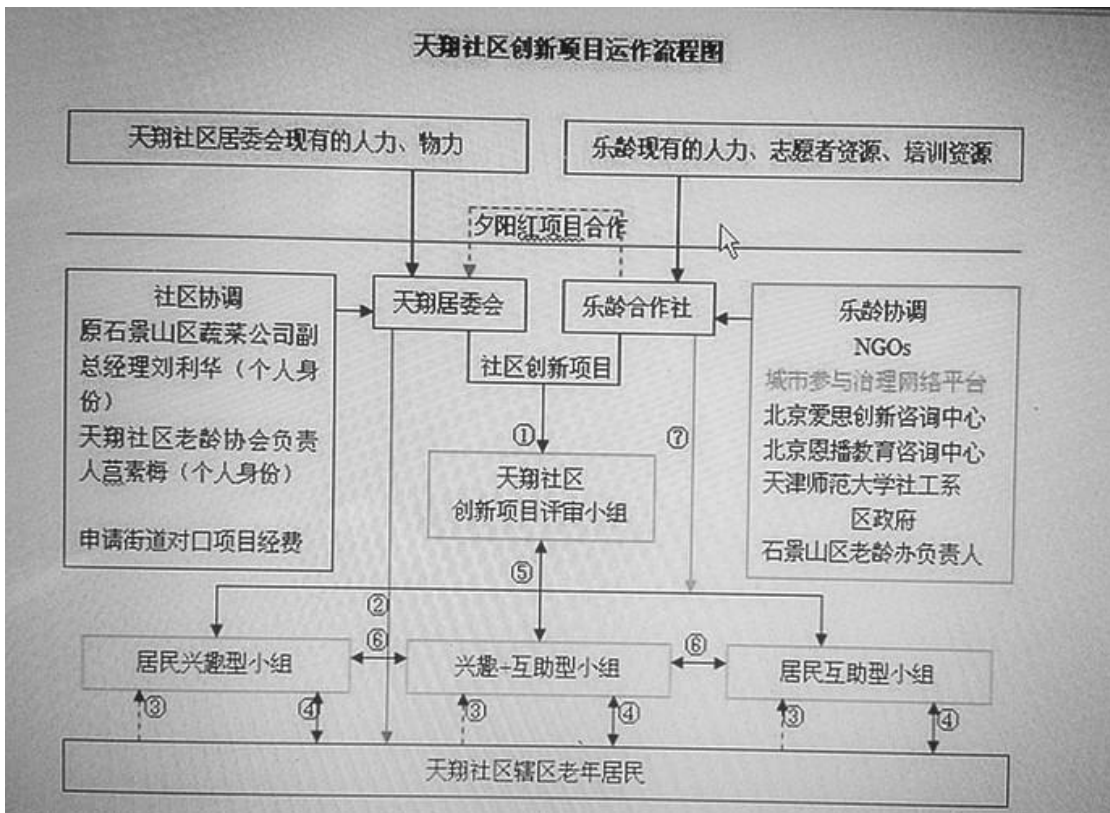 天翔社区创新项目运作流程图
天翔社区居委会现有的人力、物力
乐龄现有的人力、志愿者资源、培训资源
夕阳红项目合作
社区协调
原石景山区蔬菜公司副
总经理刘利华（个人身
份）
天翔社区老龄协会负责
人莒素梅（个人身份）
申请街道对口项目经费
天翔居委会
乐龄合作社
社区创新项目
乐龄协调
NGOs
城市参与治理网络平台
北京爱思创新咨询中心
北京恩播教育咨询中心
天津师范大学社工系
区政府
石景山区老龄办负责人
①
⑦
天翔社区
创新项目评审小组
⑤
②
居民兴趣型小组
⑥
兴趣+互助型小组
⑥
居民互助型小组
③
④
③
④
③
④
天翔社区辖区老年居民